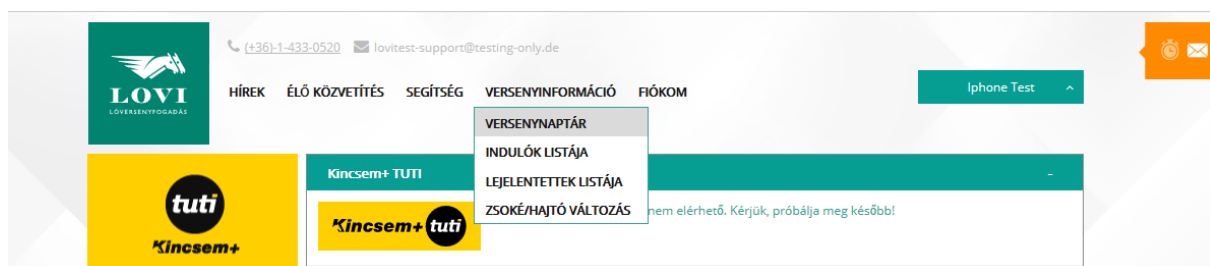 (+36)-1-433-0520 lovitest-support@testing-only.de
LOVI
LÓVERSENYFOGADÁS
HÍREK ÉLŐ KÖZVETÍTÉS SEGÍTSÉG VERSENYINFORMÁCIÓ FIÓKOM
Iphone Test
VERSENYNAPTÁR
INDULÓK LISTÁJA
LEJELENTETTEK LISTÁJA
ZSOKÉ/HAJTÓ VÁLTOZÁS
tuti
Kincsem+
Kincsem+ TUTI -
Kincsem+ tuti
nem elérhető. Kérjük, próbálja meg később!